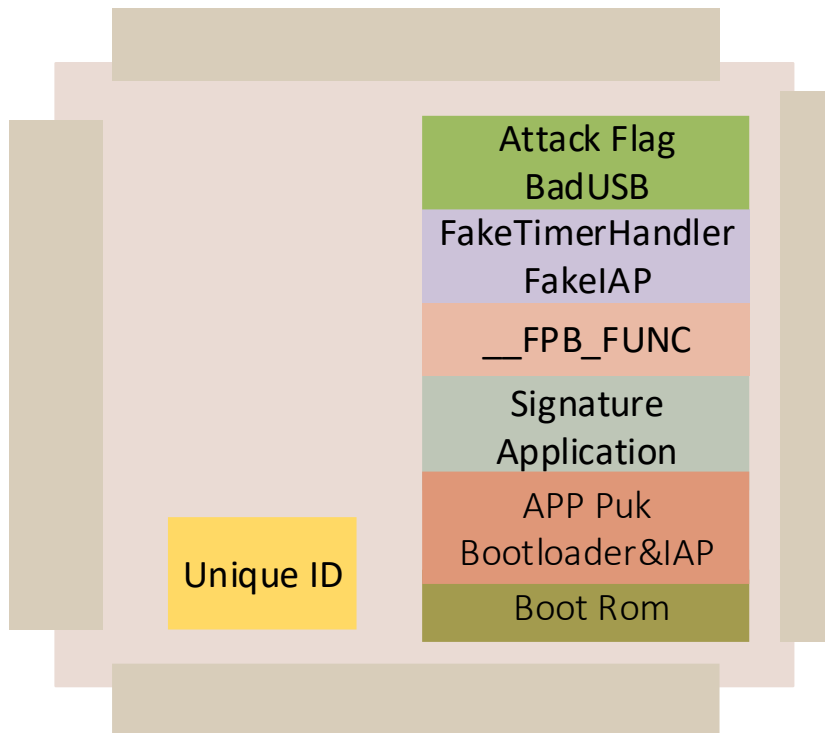 Attack Flag
BadUSB
FakeTimerHandler
FakeIAP
__FPB_FUNC
Signature
Application
APP Puk
Bootloader&IAP
Boot Rom
Unique ID